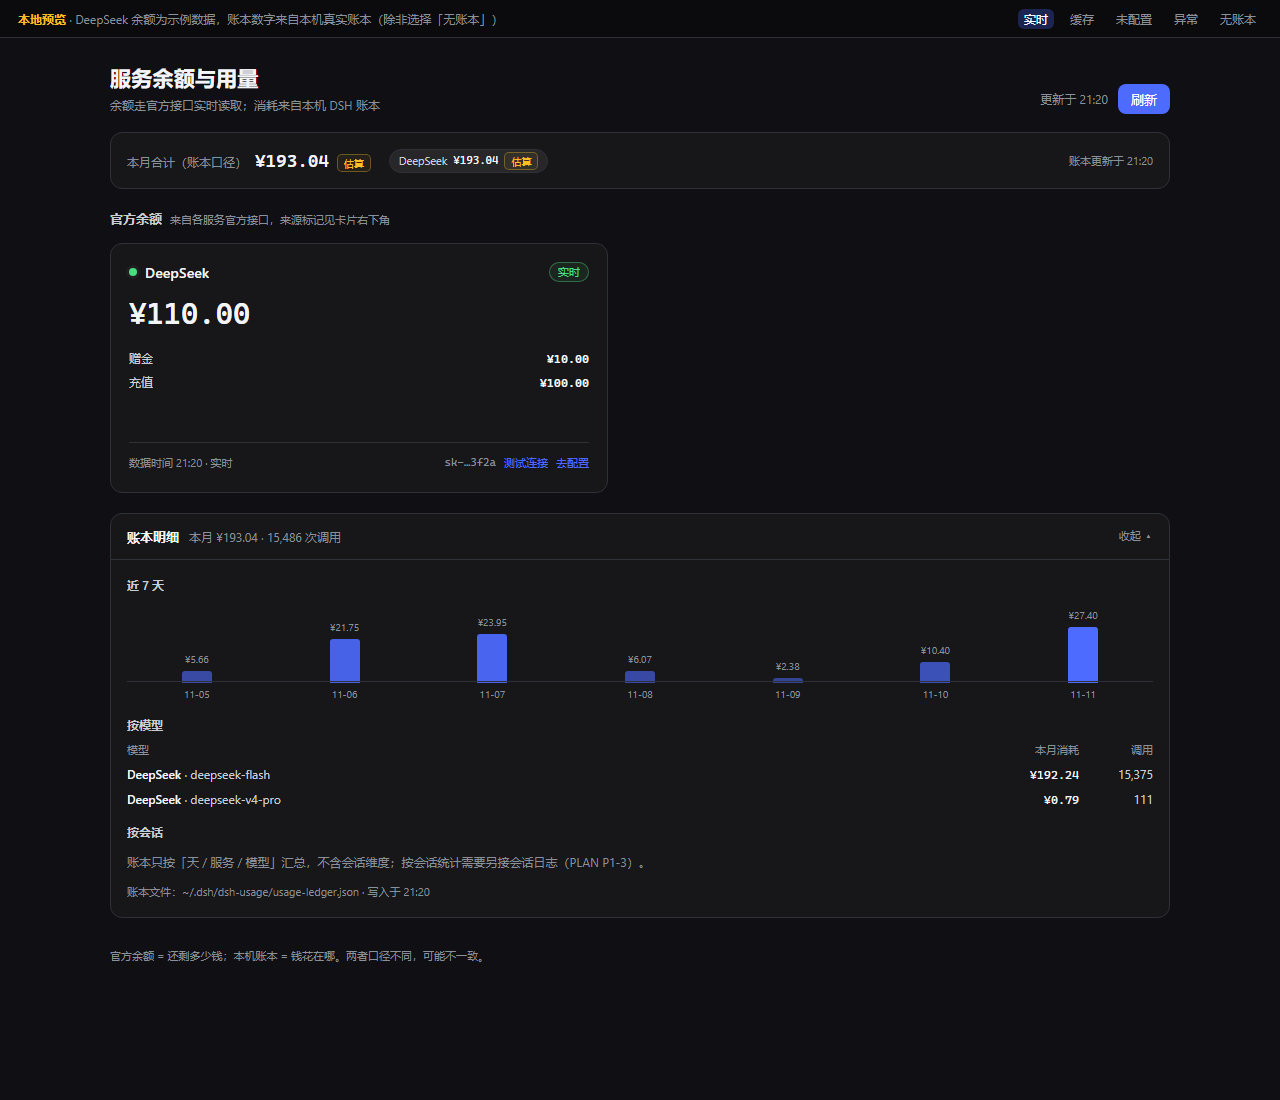 本地预览 · DeepSeek 余额为示例数据，账本数字来自本机真实账本（除非选择「无账本」） 实时 缓存 未配置 异常 无账本
服务余额与用量
余额走官方接口实时读取；消耗来自本机 DSH 账本 更新于 21:20 刷新
本月合计（账本口径） ¥193.04 估算 DeepSeek ¥193.04 估算 账本更新于 21:20
官方余额 来自各服务官方接口，来源标记见卡片右下角
DeepSeek 实时
¥110.00
赠金 ¥10.00
充值 ¥100.00
数据时间 21:20 · 实时 sk-…3f2a 测试连接 去配置
账本明细 本月 ¥193.04 · 15,486 次调用 收起 ▲
近 7 天
¥5.66 ¥21.75 ¥23.95 ¥6.07 ¥2.38 ¥10.40 ¥27.40
11-05 11-06 11-07 11-08 11-09 11-10 11-11
按模型
模型 本月消耗 调用
DeepSeek · deepseek-flash ¥192.24 15,375
DeepSeek · deepseek-v4-pro ¥0.79 111
按会话
账本只按「天 / 服务 / 模型」汇总，不含会话维度；按会话统计需要另接会话日志（PLAN P1-3）。
账本文件：~/.dsh/dsh-usage/usage-ledger.json · 写入于 21:20
官方余额 = 还剩多少钱；本机账本 = 钱花在哪。两者口径不同，可能不一致。